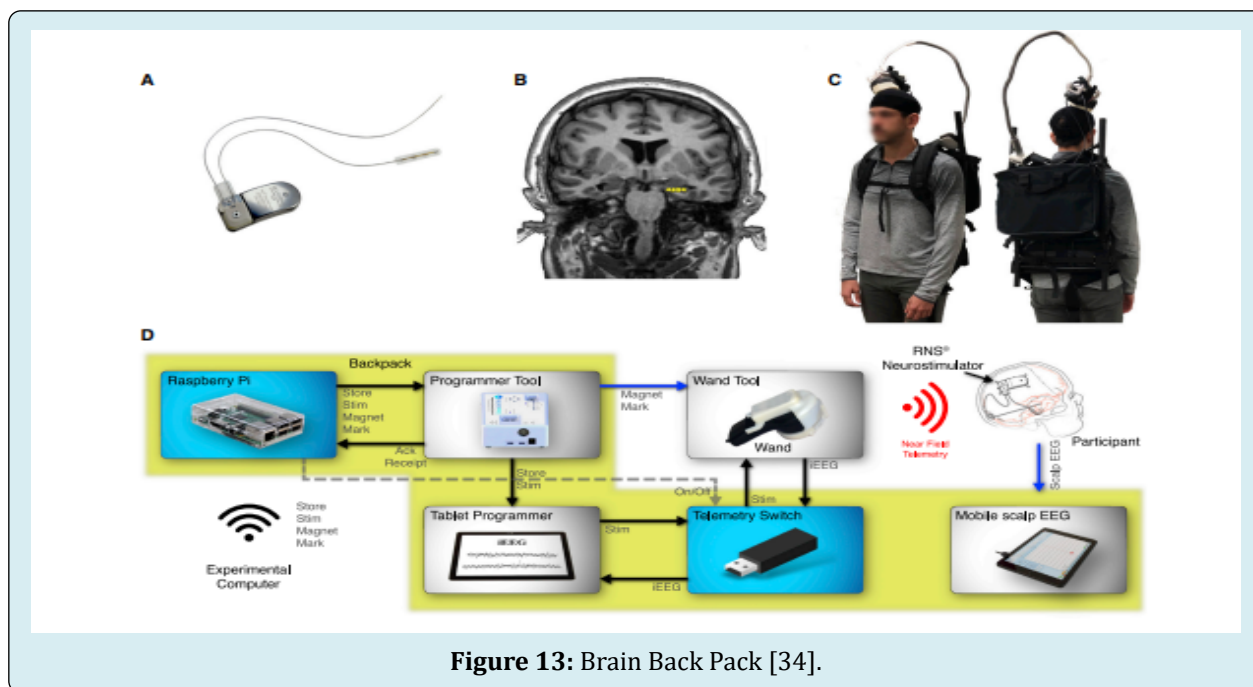 A
B
C
D
Backpack
Raspberry Pi
Store
Stim
Magnet
Mark
Ack
Receipt
Programmer Tool
Magnet
Mark
Wand Tool
Wand
RNS® 
Neurostimulator
Near Field
Telemetry
Participant
Scalp EEG
Store
Stim
iEEG
On/Off
Stim
Store
Stim
Magnet
Mark
Experimental
Computer
Tablet Programmer
iEEG
Stim
iEEG
Telemetry Switch
Mobile scalp EEG
Figure 13: Brain Back Pack [34].